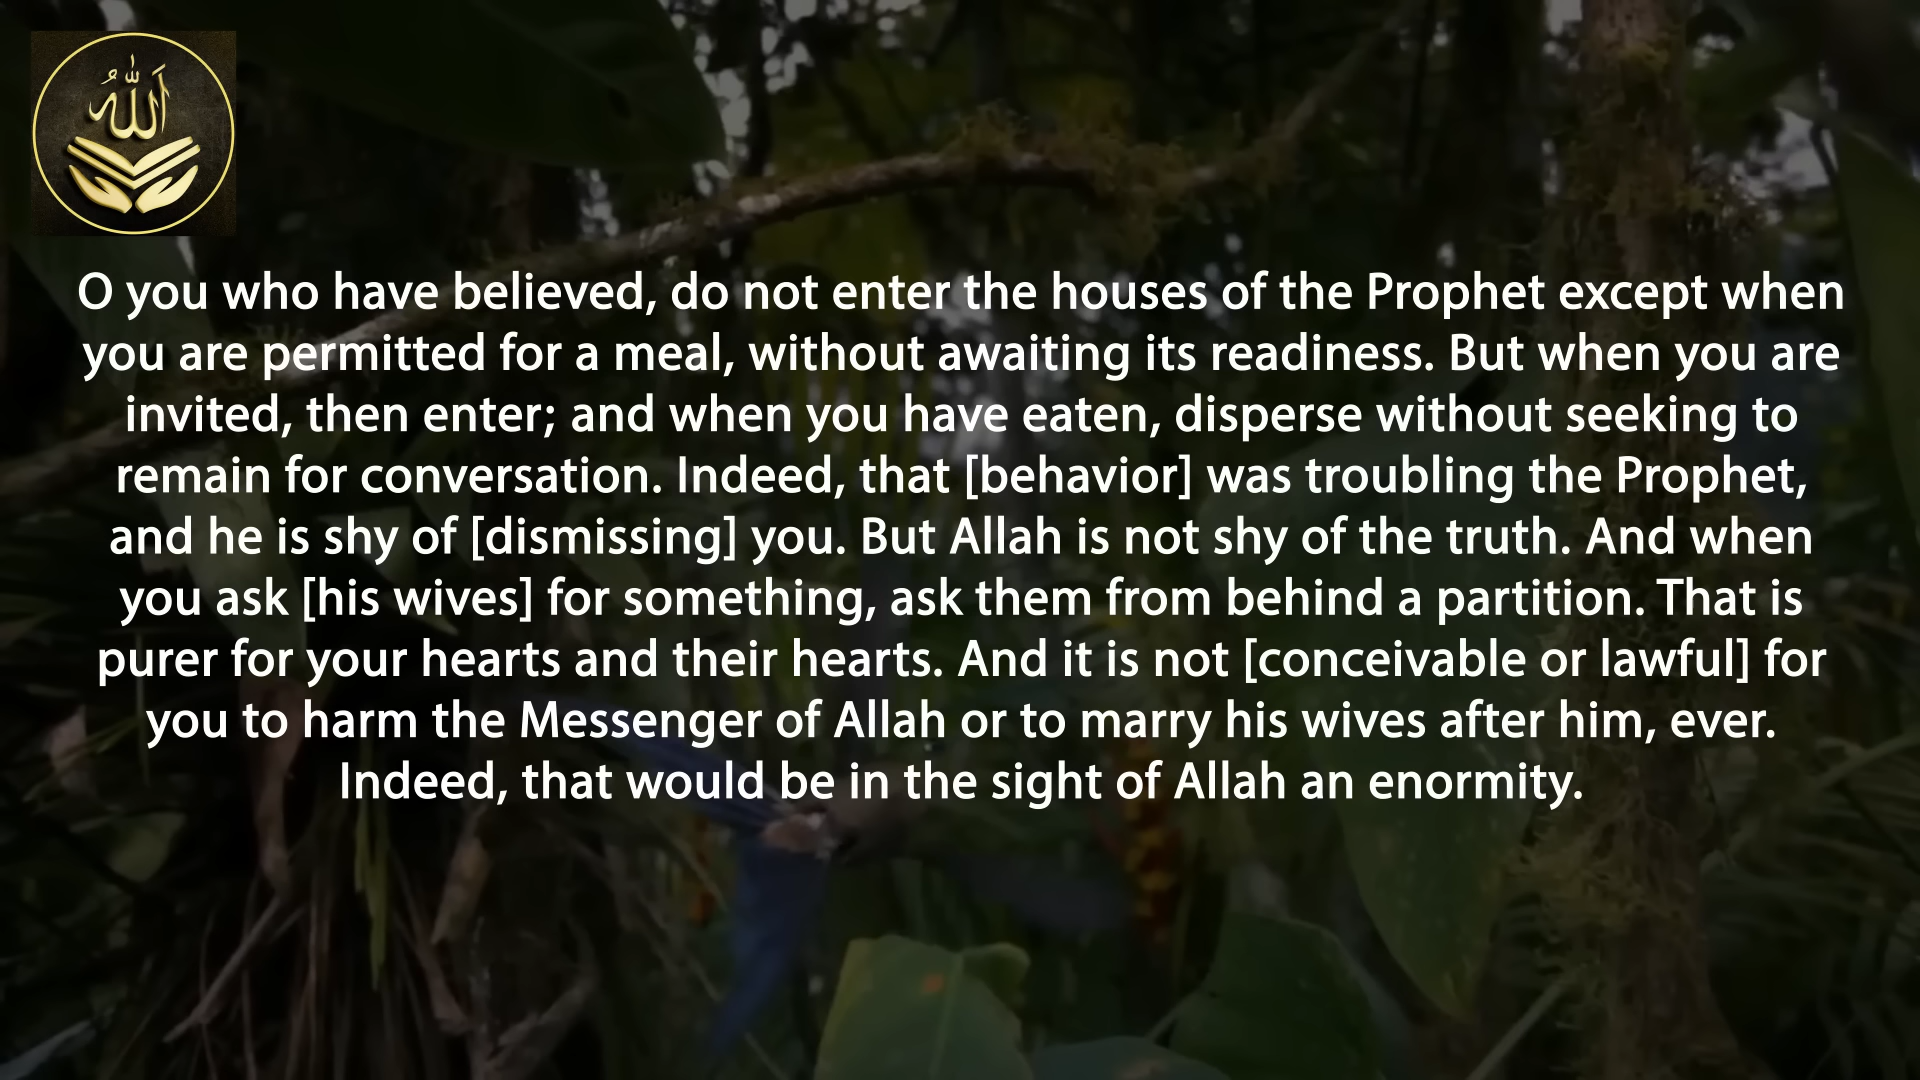 الله
O you who have believed, do not enter the houses of the Prophet except when
you are permitted for a meal, without awaiting its readiness. But when you are
invited, then enter; and when you have eaten, disperse without seeking to
remain for conversation. Indeed, that [behavior] was troubling the Prophet,
and he is shy of [dismissing] you. But Allah is not shy of the truth. And when
you ask [his wives] for something, ask them from behind a partition. That is
purer for your hearts and their hearts. And it is not [conceivable or lawful] for
you to harm the Messenger of Allah or to marry his wives after him, ever.
Indeed, that would be in the sight of Allah an enormity.